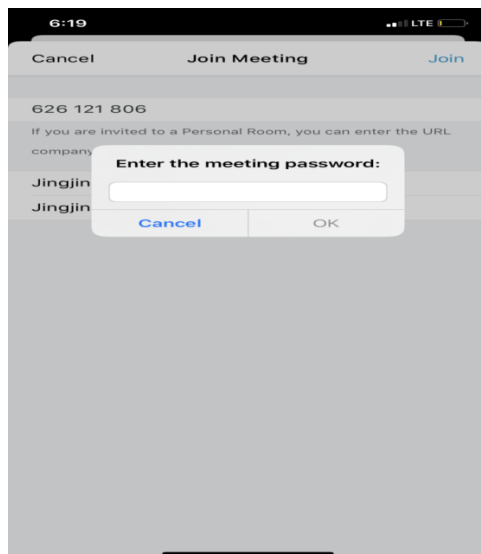 6:19 LTE
Cancel Join Meeting Join
626 121 806
If you are invited to a Personal Room, you can enter the URL
company
Enter the meeting password:
Jingjin
Jingjin
Cancel OK